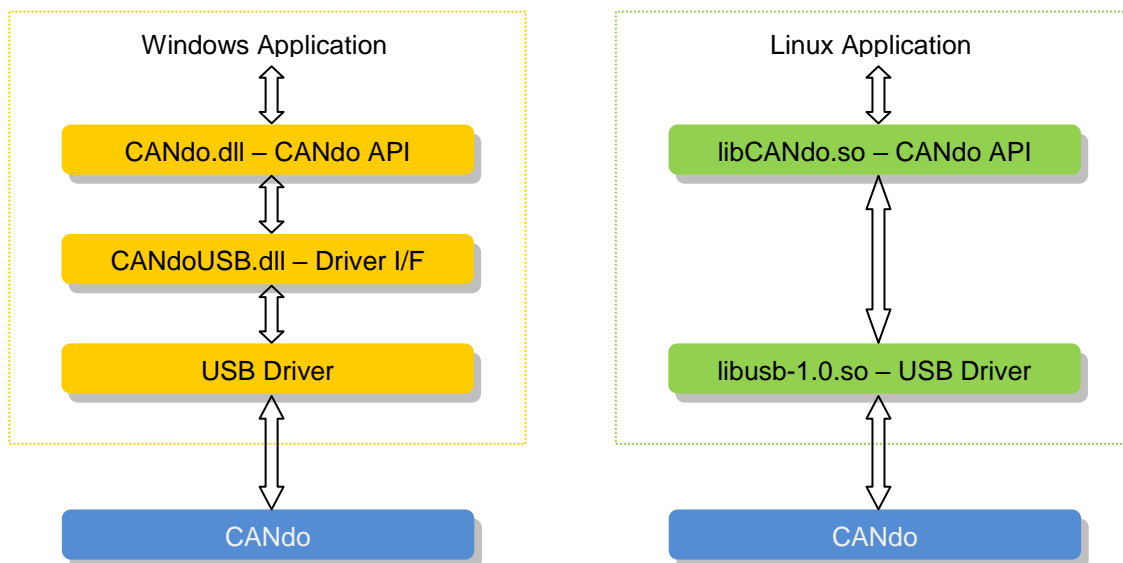 Windows Application
CANdo.dll – CANdo API
CANdoUSB.dll – Driver I/F
USB Driver
CANdo
Linux Application
libCANdo.so – CANdo API
libusb-1.0.so – USB Driver
CANdo